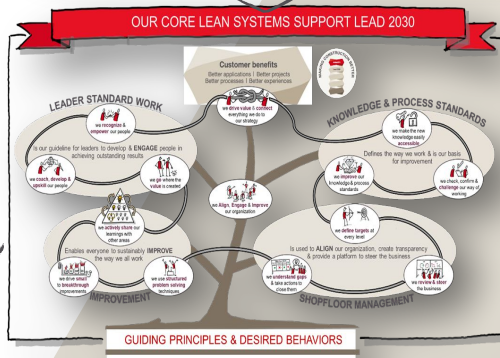 OUR CORE LEAN SYSTEMS SUPPORT LEAD 2030
Customer benefits
Better applications | Better projects
Better processes | Better experiences
MAKING CONSTRUCTION BETTER
we drive value & connect
everything we do to
our strategy
LEADER STANDARD WORK
we recognize &
empower our people
Is our guideline for leaders to develop & ENGAGE people in
achieving outstanding results
we coach, develop &
upskill our people
we go where the
value is created
KNOWLEDGE & PROCESS STANDARDS
we make the new
knowledge easily
accessible
Defines the way we work & is our basis
for improvement
we improve our
knowledge & process
standards
we check, confirm &
challenge our way of
working
we Align, Engage & improve
our organization
we actively share our
learnings with
other areas
Enables everyone to sustainably IMPROVE
the way we all work
we drive small
to breakthrough
improvements
we use structured
problem solving
techniques
IMPROVEMENT
we define targets at
every level
Is used to ALIGN our organization, create transparency
& provide a platform to steer the business
we understand gaps
& take actions to
close them
we review & steer
the business
SHOPFLOOR MANAGEMENT
GUIDING PRINCIPLES & DESIRED BEHAVIORS